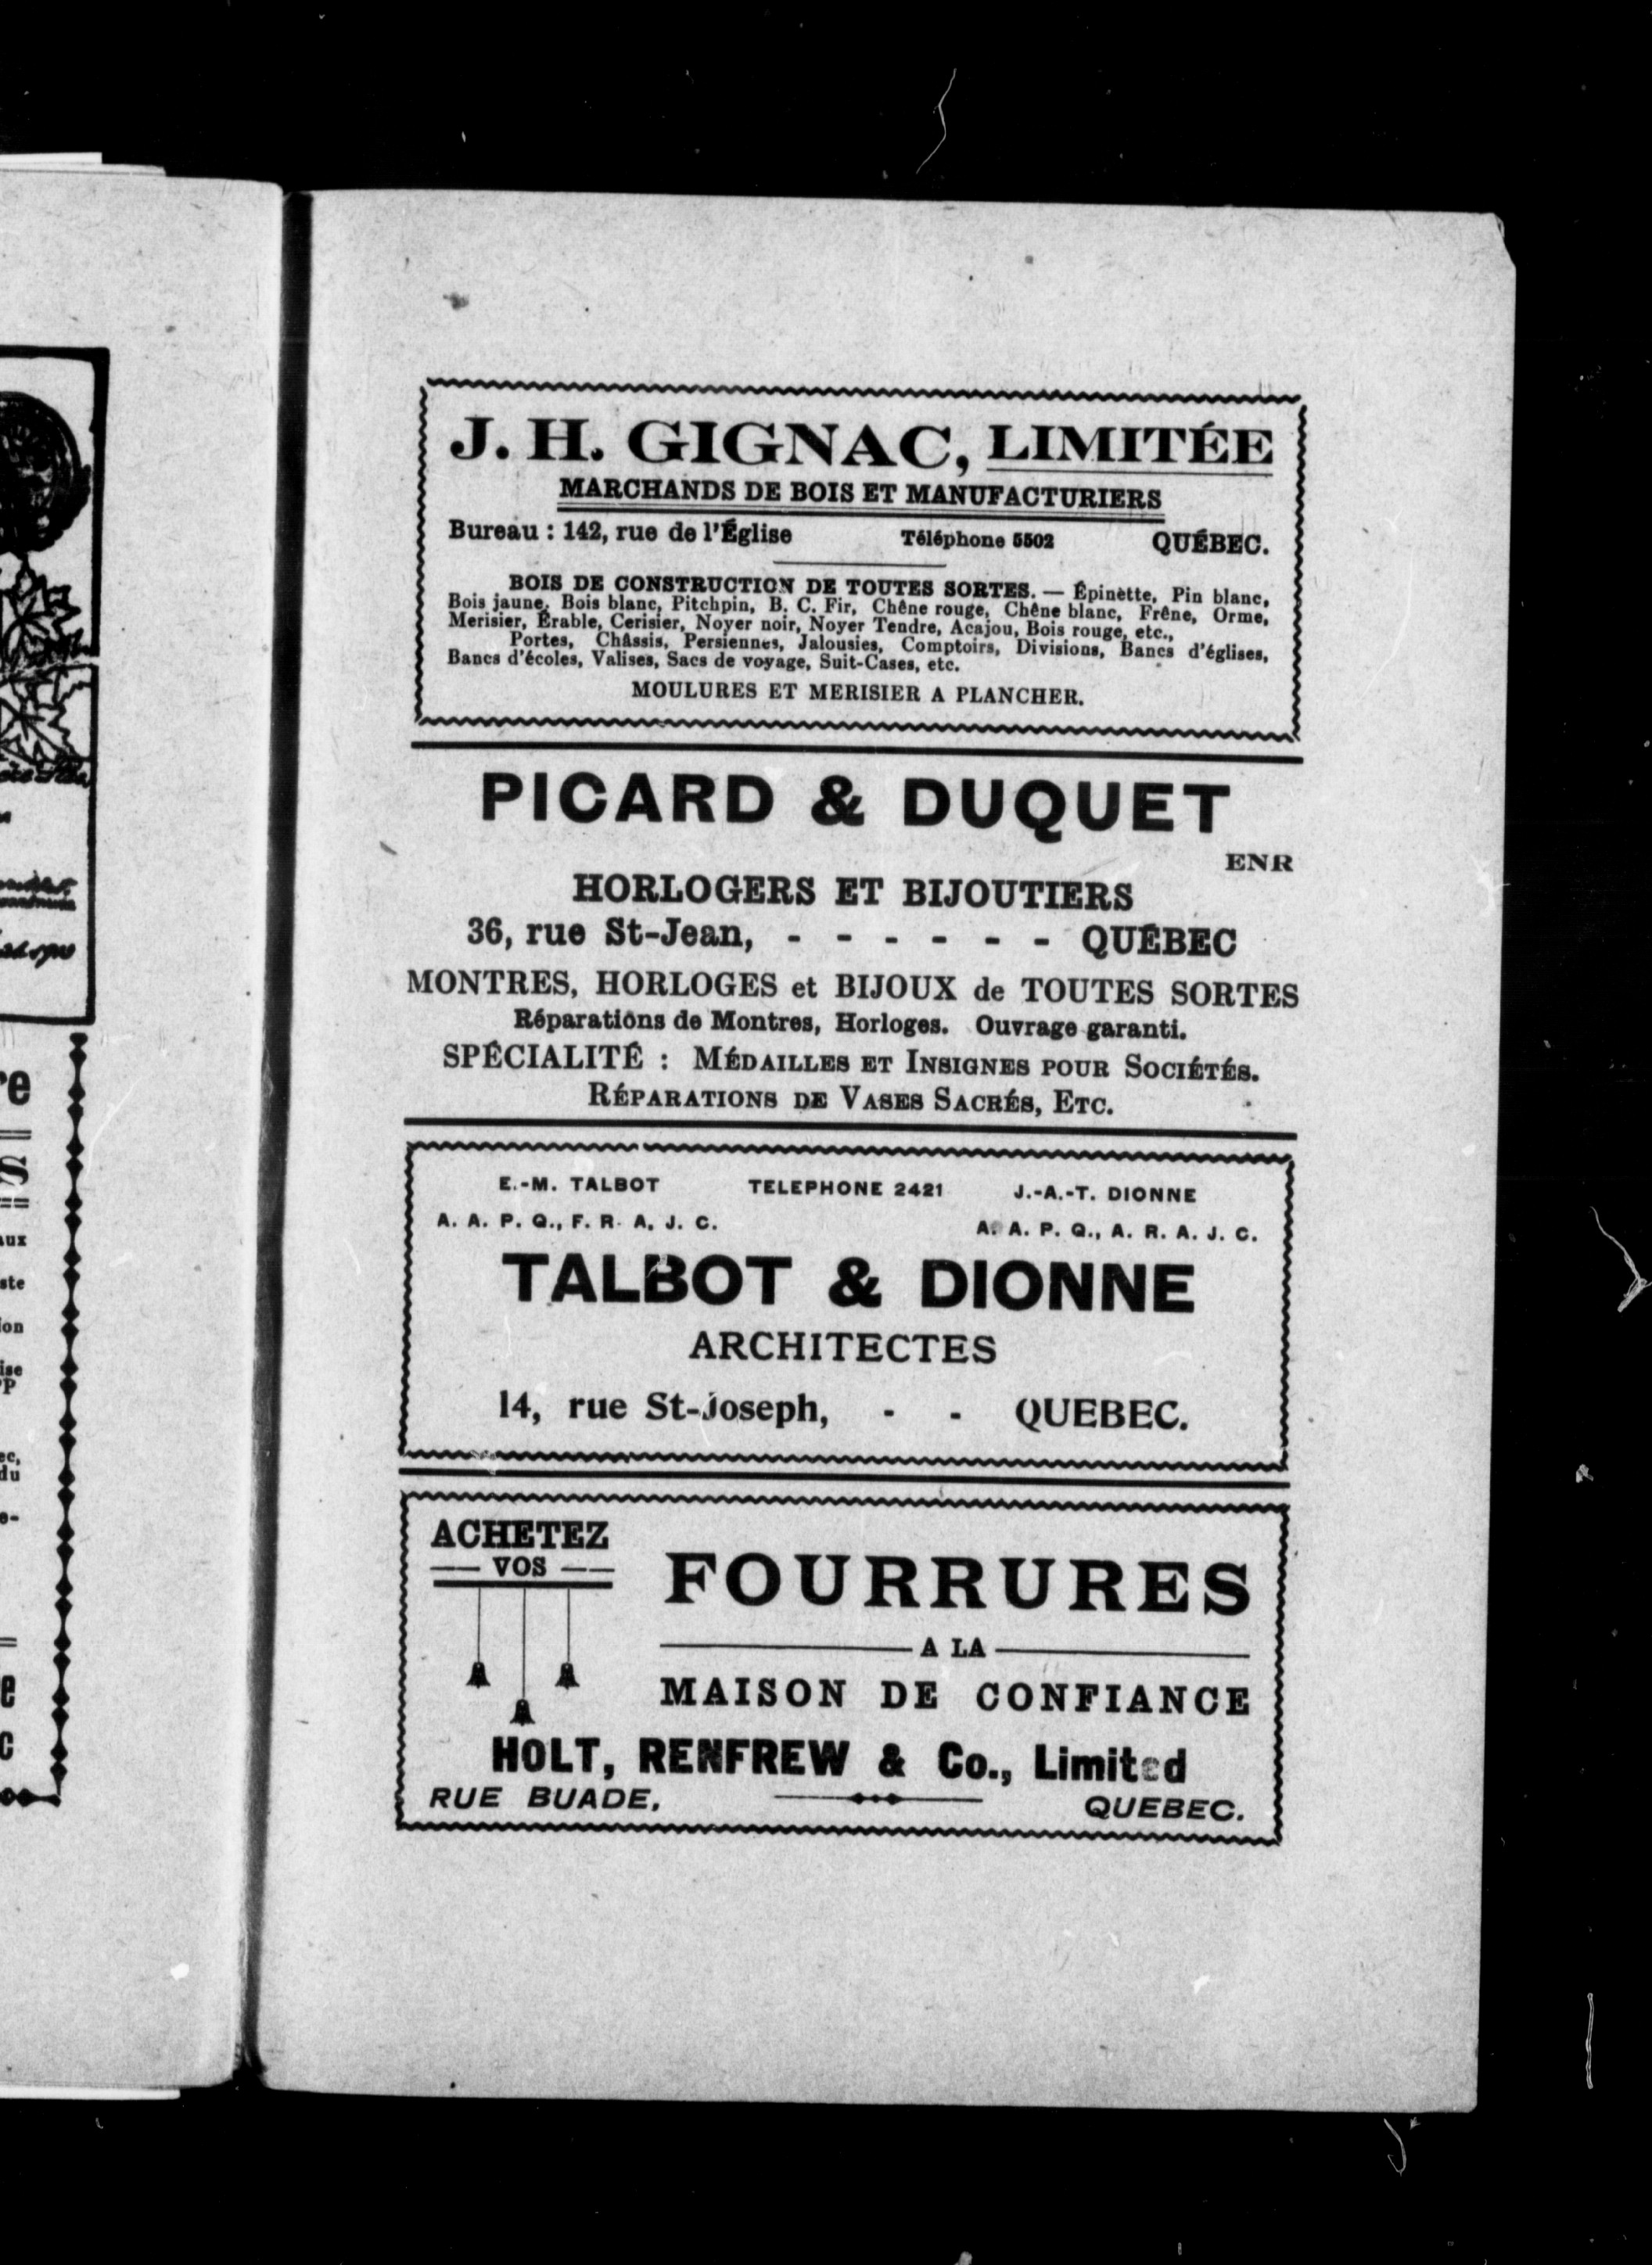 J. H. GIGNAC, LIMITÉE
MARCHANDS DE BOIS ET MANUFACTURIERS
Bureau : 142, rue de l'Église Téléphone 5502 QUÉBEC.
BOIS DE CONSTRUCTION DE TOUTES SORTES. — Épinètte, Pin blanc,
Bois jaune, Bois blanc, Pitchpin, B. C. Fir, Chêne rouge, Chêne blanc, Frêne, Orme,
Merisier, Érable, Cerisier, Noyer noir, Noyer Tendre, Acajou, Bois rouge, etc.,
Portes, Châssis, Persiennes, Jalousies, Comptoirs, Divisions, Bancs d'églises,
Bancs d'écoles, Valises, Sacs de voyage, Suit-Cases, etc.
MOULURES ET MERISIER A PLANCHER.
PICARD & DUQUET
ENR
HORLOGERS ET BIJOUTIERS
36, rue St-Jean, - - - - - - QUÉBEC
MONTRES, HORLOGES et BIJOUX de TOUTES SORTES
Réparations de Montres, Horloges. Ouvrage garanti.
SPÉCIALITÉ : MÉDAILLES ET INSIGNES POUR SOCIÉTÉS.
RÉPARATIONS DE VASES SACRÉS, ETC.
E.-M. TALBOT TELEPHONE 2421 J.-A.-T. DIONNE
A. A. P. Q., F. R. A. J. C. A. A. P. Q., A. R. A. J. C.
TALBOT & DIONNE
ARCHITECTES
14, rue St-Joseph, - - QUEBEC.
ACHETEZ
VOS
FOURRURES
A LA
MAISON DE CONFIANCE
HOLT, RENFREW & Co., Limited
RUE BUADE, QUEBEC.